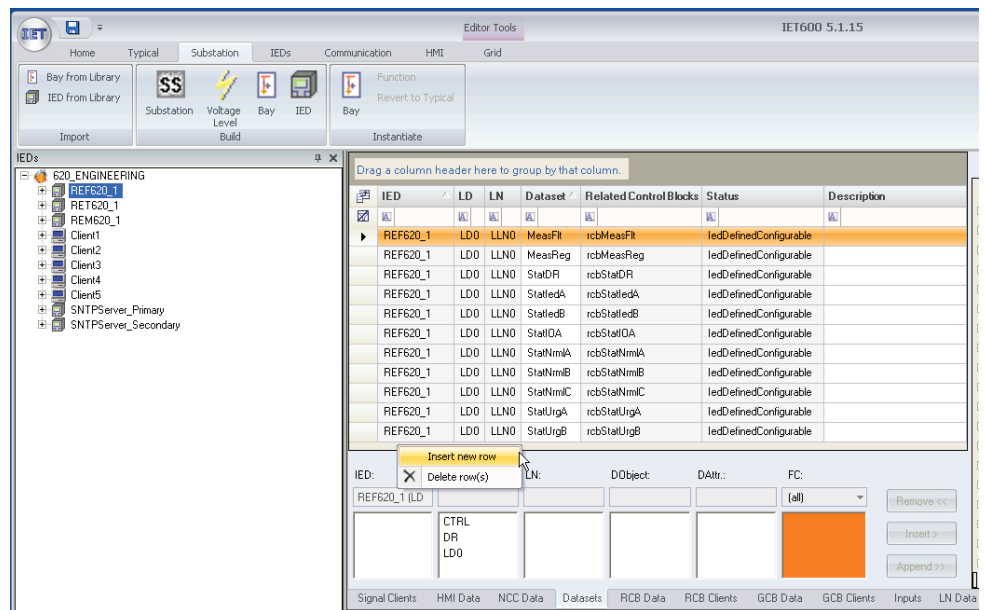 IET
Editor Tools
IET600 5.1.15
Home Typical Substation IEDs Communication HMI Grid
Bay from Library
IED from Library
Import
SS
Substation
Voltage Level
Bay
IED
Build
Bay
Function
Revert to Typical
Instantiate
IEDs
620_ENGINEERING
REF620_1
RET620_1
REM620_1
Client1
Client2
Client3
Client4
Client5
SNTPServer_Primary
SNTPServer_Secondary
Drag a column header here to group by that column.
IED LD LN Dataset Related Control Blocks Status Description
REF620_1 LD0 LLN0 MeasFlt rcbMeasFlt IedDefinedConfigurable
REF620_1 LD0 LLN0 MeasReg rcbMeasReg IedDefinedConfigurable
REF620_1 LD0 LLN0 StatDR rcbStatDR IedDefinedConfigurable
REF620_1 LD0 LLN0 StatIedA rcbStatIedA IedDefinedConfigurable
REF620_1 LD0 LLN0 StatIedB rcbStatIedB IedDefinedConfigurable
REF620_1 LD0 LLN0 StatIOA rcbStatIOA IedDefinedConfigurable
REF620_1 LD0 LLN0 StatNrmlA rcbStatNrmlA IedDefinedConfigurable
REF620_1 LD0 LLN0 StatNrmlB rcbStatNrmlB IedDefinedConfigurable
REF620_1 LD0 LLN0 StatNrmlC rcbStatNrmlC IedDefinedConfigurable
REF620_1 LD0 LLN0 StatUrgA rcbStatUrgA IedDefinedConfigurable
REF620_1 LD0 LLN0 StatUrgB rcbStatUrgB IedDefinedConfigurable
Insert new row
Delete row(s)
IED: LN: DObject: DAttr.: FC:
REF620_1 (LD (all)
CTRL
DR
LD0
Remove <<
Insert >
Append >>
Signal Clients HMI Data NCC Data Datasets RCB Data RCB Clients GCB Data GCB Clients Inputs LN Data